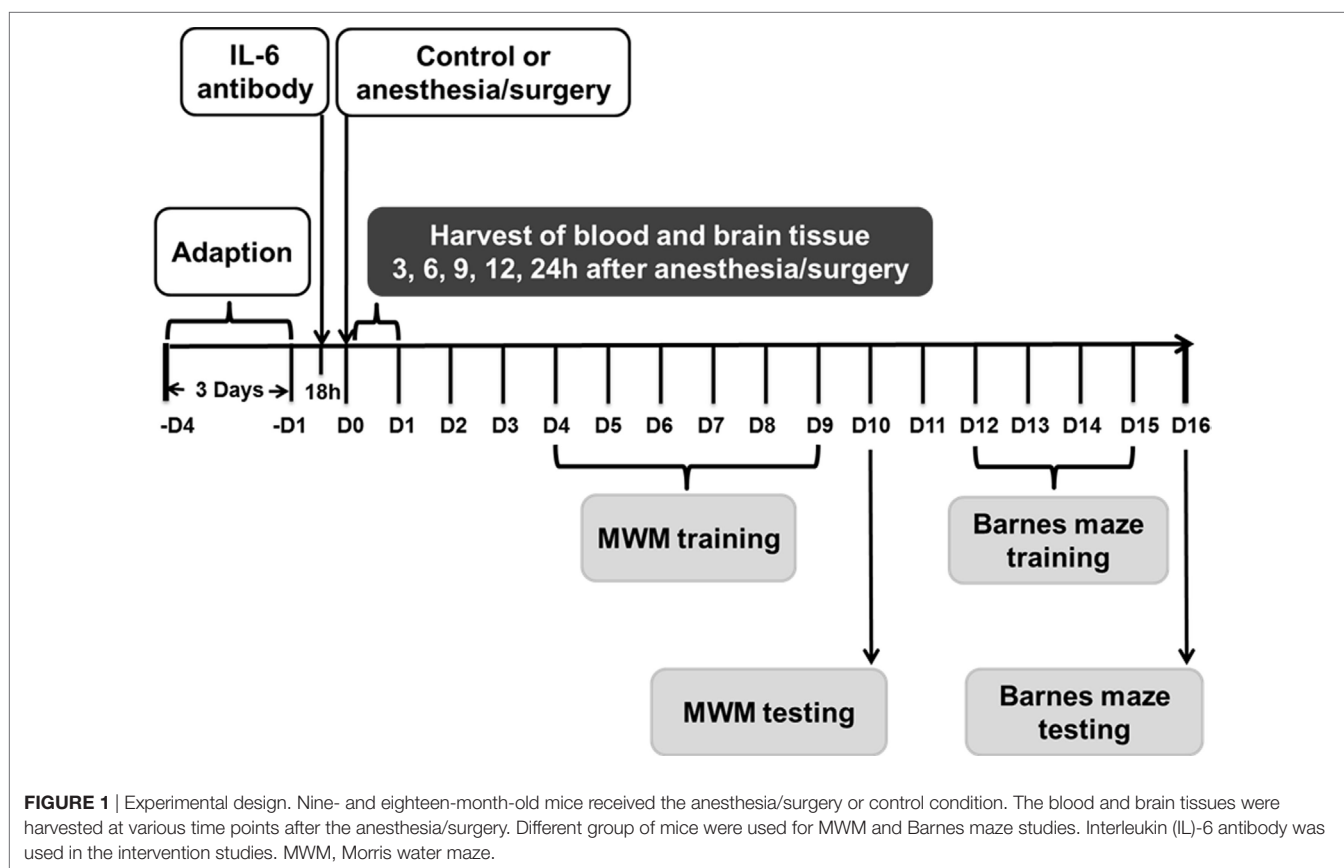 IL-6
antibody
Control or
anesthesia/surgery
Adaption
Harvest of blood and brain tissue
3, 6, 9, 12, 24h after anesthesia/surgery
3 Days
18h
-D4
-D1
D0
D1
D2
D3
D4
D5
D6
D7
D8
D9
D10
D11
D12
D13
D14
D15
D16
MWM training
Barnes maze
training
MWM testing
Barnes maze
testing
FIGURE 1 | Experimental design. Nine- and eighteen-month-old mice received the anesthesia/surgery or control condition. The blood and brain tissues were
harvested at various time points after the anesthesia/surgery. Different group of mice were used for MWM and Barnes maze studies. Interleukin (IL)-6 antibody was
used in the intervention studies. MWM, Morris water maze.